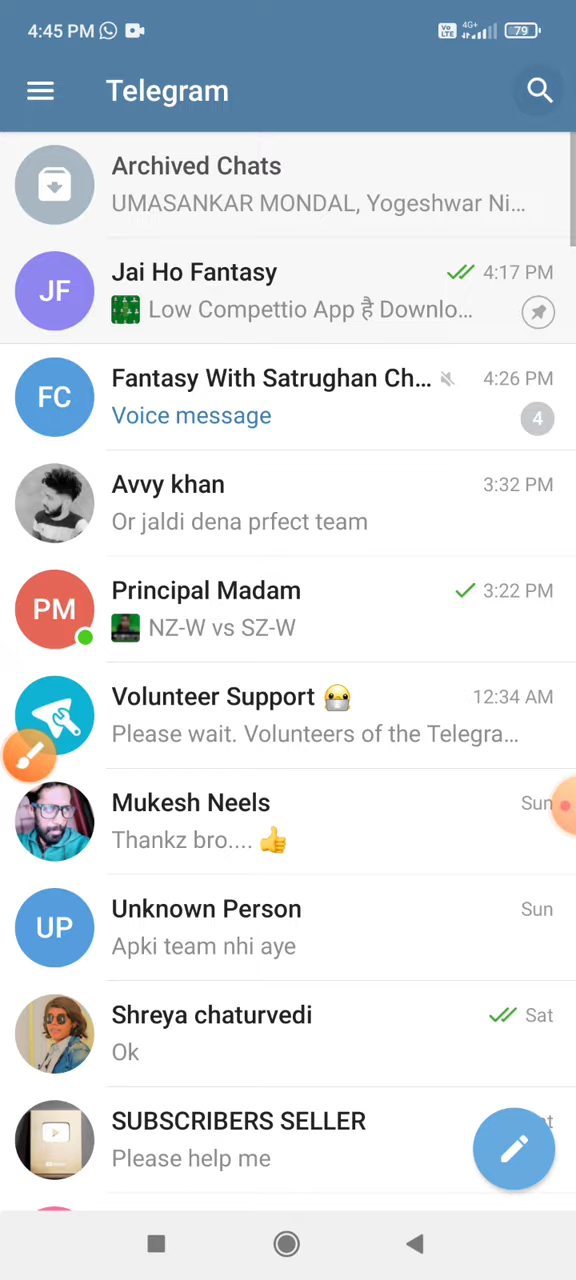 4:45 PM
Vo LTE 4G+ 79
Telegram
Archived Chats
UMASANKAR MONDAL, Yogeshwar Ni...
JF
Jai Ho Fantasy 4:17 PM
Low Compettio App है Downlo...
FC
Fantasy With Satrughan Ch... 4:26 PM
Voice message 4
Avvy khan 3:32 PM
Or jaldi dena prfect team
PM
Principal Madam 3:22 PM
NZ-W vs SZ-W
Volunteer Support 12:34 AM
Please wait. Volunteers of the Telegra...
Mukesh Neels Sun
Thankz bro.... 👍
UP
Unknown Person Sun
Apki team nhi aye
Shreya chaturvedi Sat
Ok
SUBSCRIBERS SELLER
Please help me